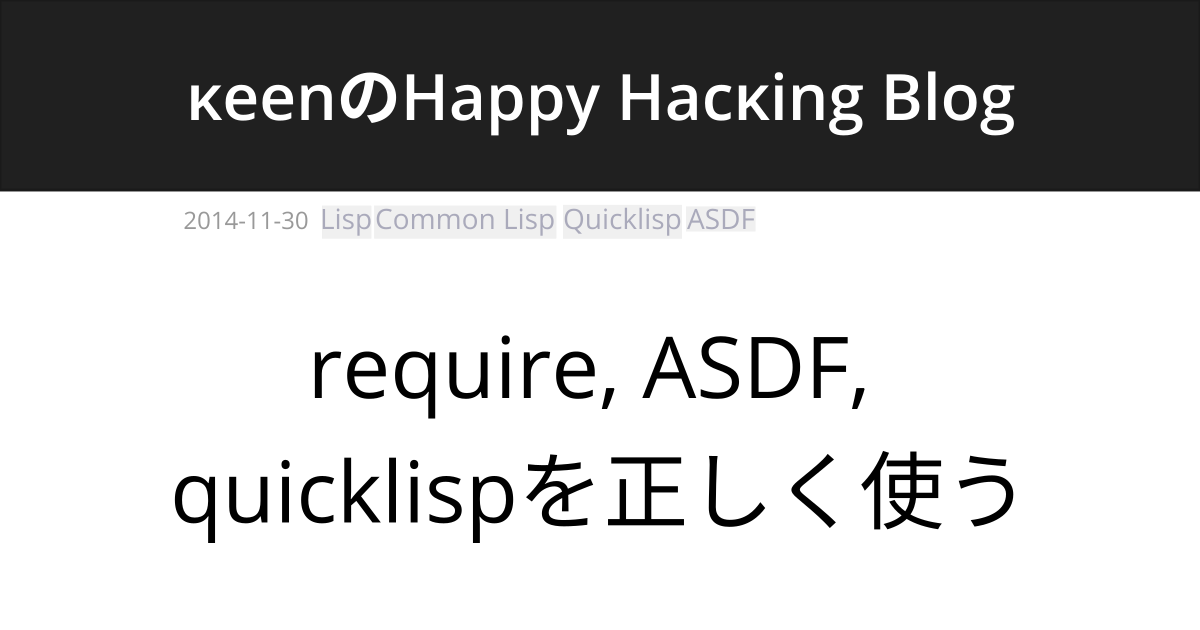 κeenのHappy Hacκing Blog
2014-11-30 Lisp Common Lisp Quicklisp ASDF
require, ASDF,
quicklispを正しく使う